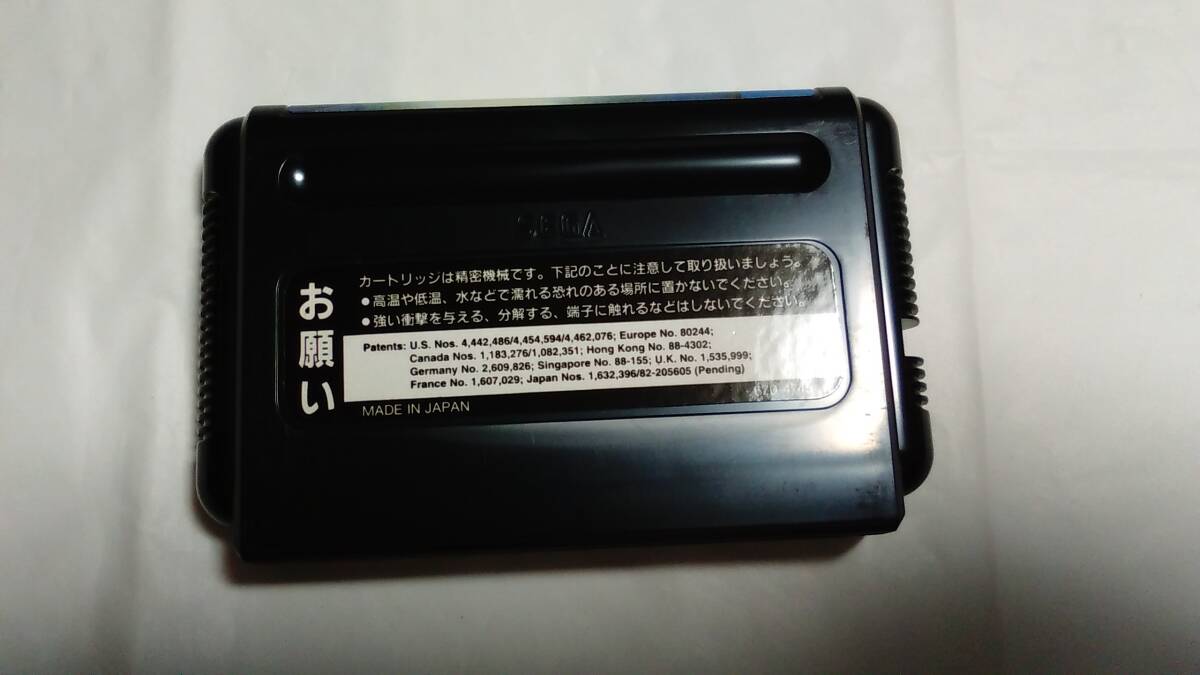 SEGA
お願い
カートリッジは精密機械です。下記のことに注意して取り扱いましょう。
●高温や低温、水などで濡れる恐れのある場所に置かないでください。
●強い衝撃を与える、分解する、端子に触れるなどはしないでください。
Patents: U.S. Nos. 4,442,486/4,454,594/4,462,076; Europe No. 80244;
Canada Nos. 1,183,276/1,082,351; Hong Kong No. 88-4302;
Germany No. 2,609,826; Singapore No. 88-155; U.K. No. 1,535,999;
France No. 1,607,029; Japan Nos. 1,632,396/82-205605 (Pending)
MADE IN JAPAN